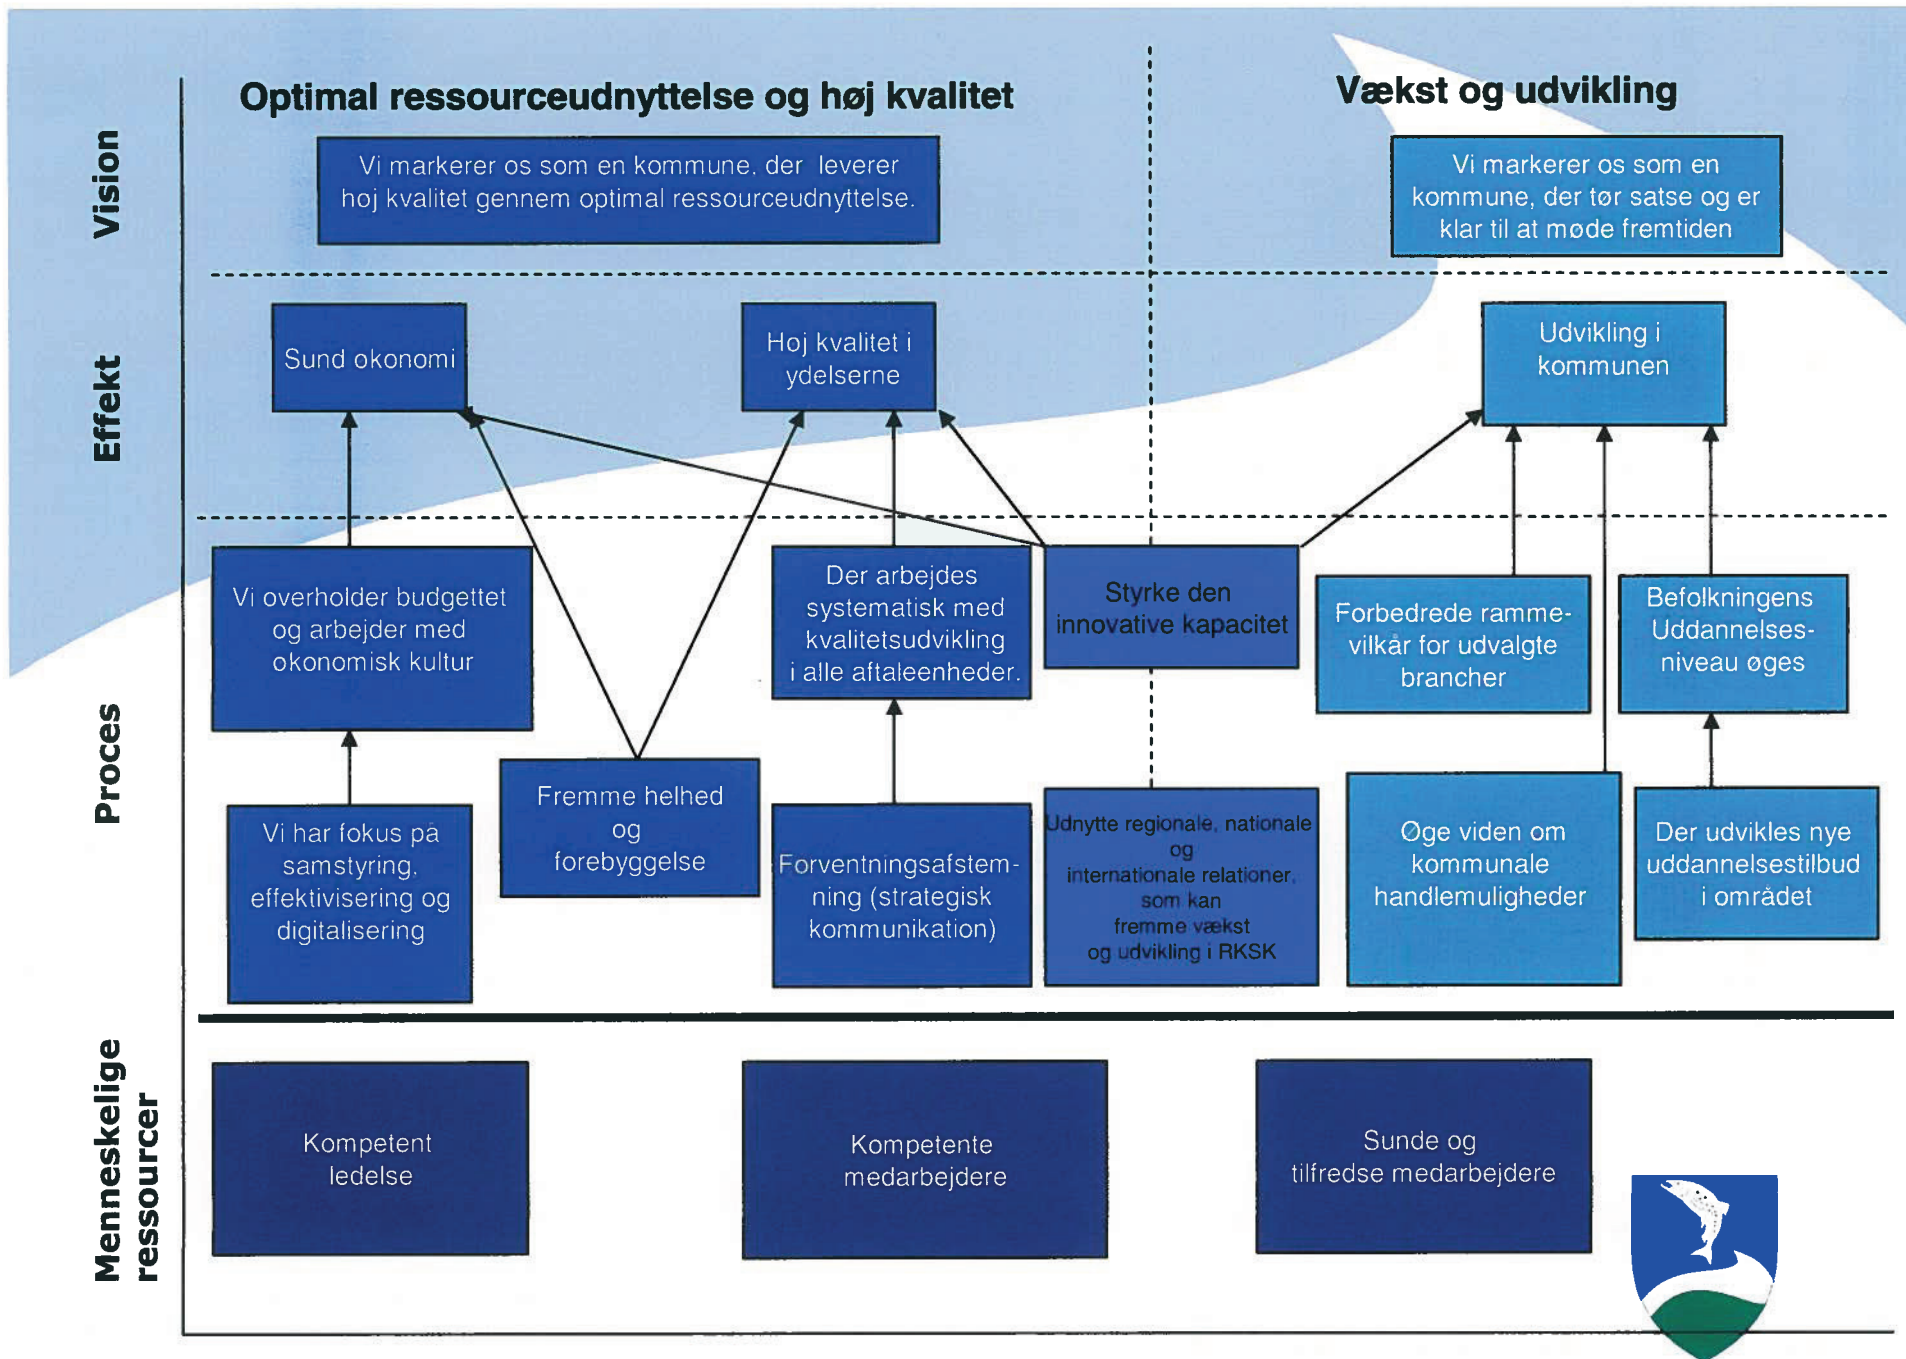 Optimal ressourceudnyttelse og høj kvalitet
Vækst og udvikling
Vision
Vi markerer os som en kommune, der leverer
hoj kvalitet gennem optimal ressourceudnyttelse.
Vi markerer os som en
kommune, der tør satse og er
klar til at møde fremtiden
Effekt
Sund okonomi
Hoj kvalitet i
ydelserne
Udvikling i
kommunen
Proces
Vi overholder budgettet
og arbejder med
okonomisk kultur
Der arbejdes
systematisk med
kvalitetsudvikling
i alle aftaleenheder.
Styrke den
innovative kapacitet
Forbedrede ramme-
vilkår for udvalgte
brancher
Befolkningens
Uddannelses-
niveau øges
Vi har fokus på
samstyring,
effektivisering og
digitalisering
Fremme helhed
og
forebyggelse
Forventningsafstem-
ning (strategisk
kommunikation)
Udnytte regionale, nationale
og
internationale relationer,
som kan
fremme vækst
og udvikling i RKSK
Øge viden om
kommunale
handlemuligheder
Der udvikles nye
uddannelsestilbud
i området
Menneskelige
ressourcer
Kompetent
ledelse
Kompetente
medarbejdere
Sunde og
tilfredse medarbejdere